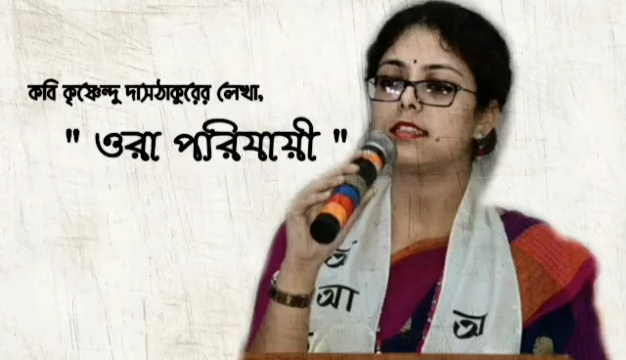 কবি কৃষ্ণেন্দু দাসঠাকুরের লেখা,
" ওরা পরিযায়ী "
অ
আ
অ